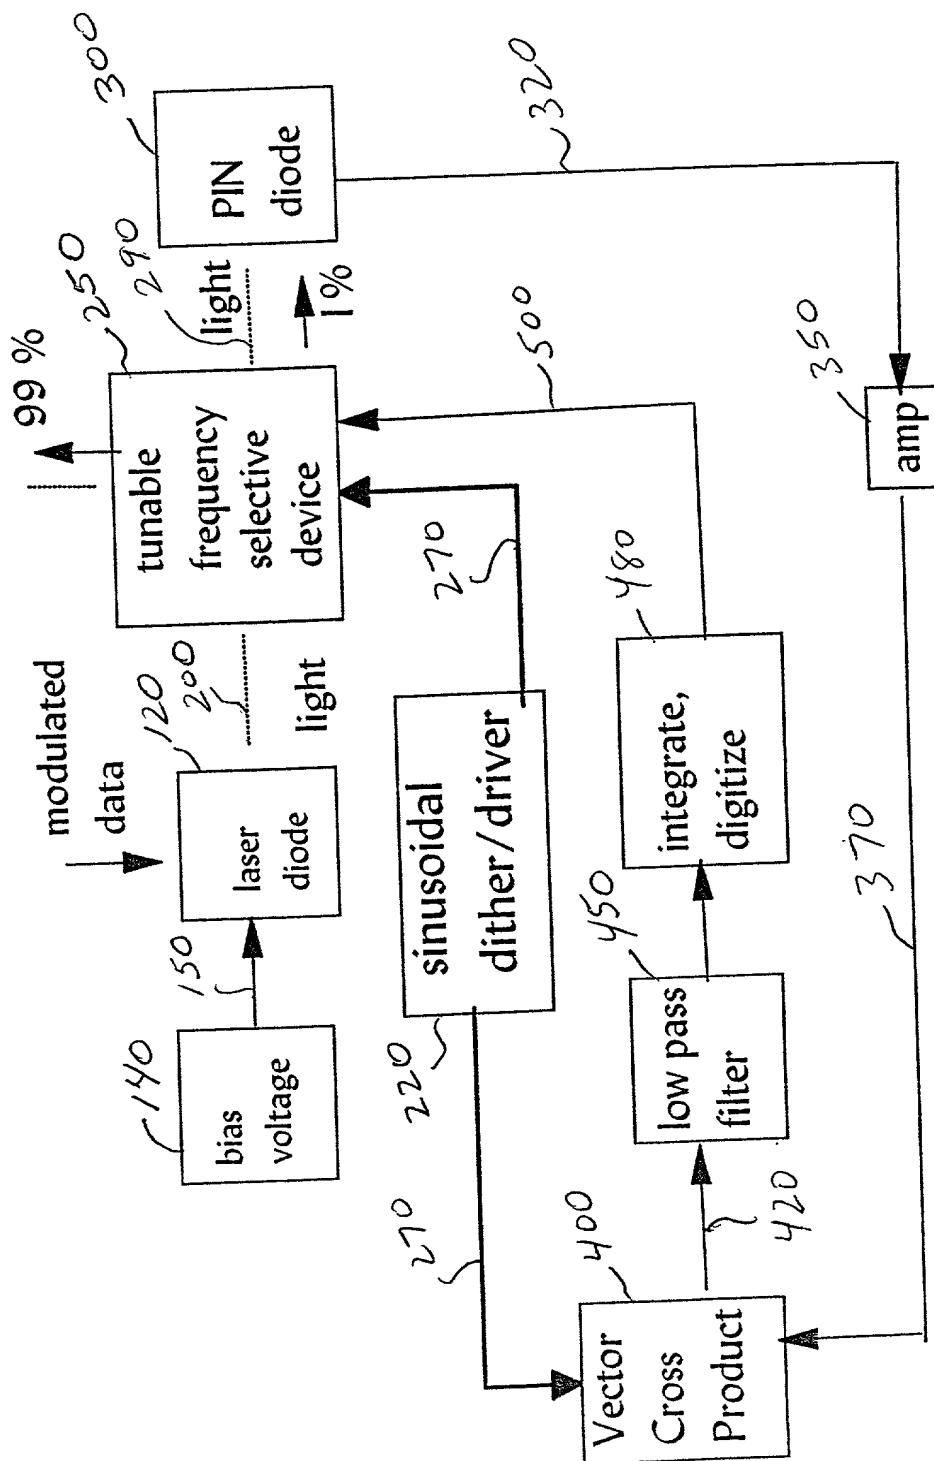 99 %
250
290
300
modulated
data
120
200
140
150
bias
voltage
laser
diode
light
tunable
frequency
selective
device
light
1%
PIN
diode
320
sinusoidal
dither/driver
220
270
270
500
400
Vector
Cross
Product
420
450
low pass
filter
480
integrate,
digitize
350
amp
370